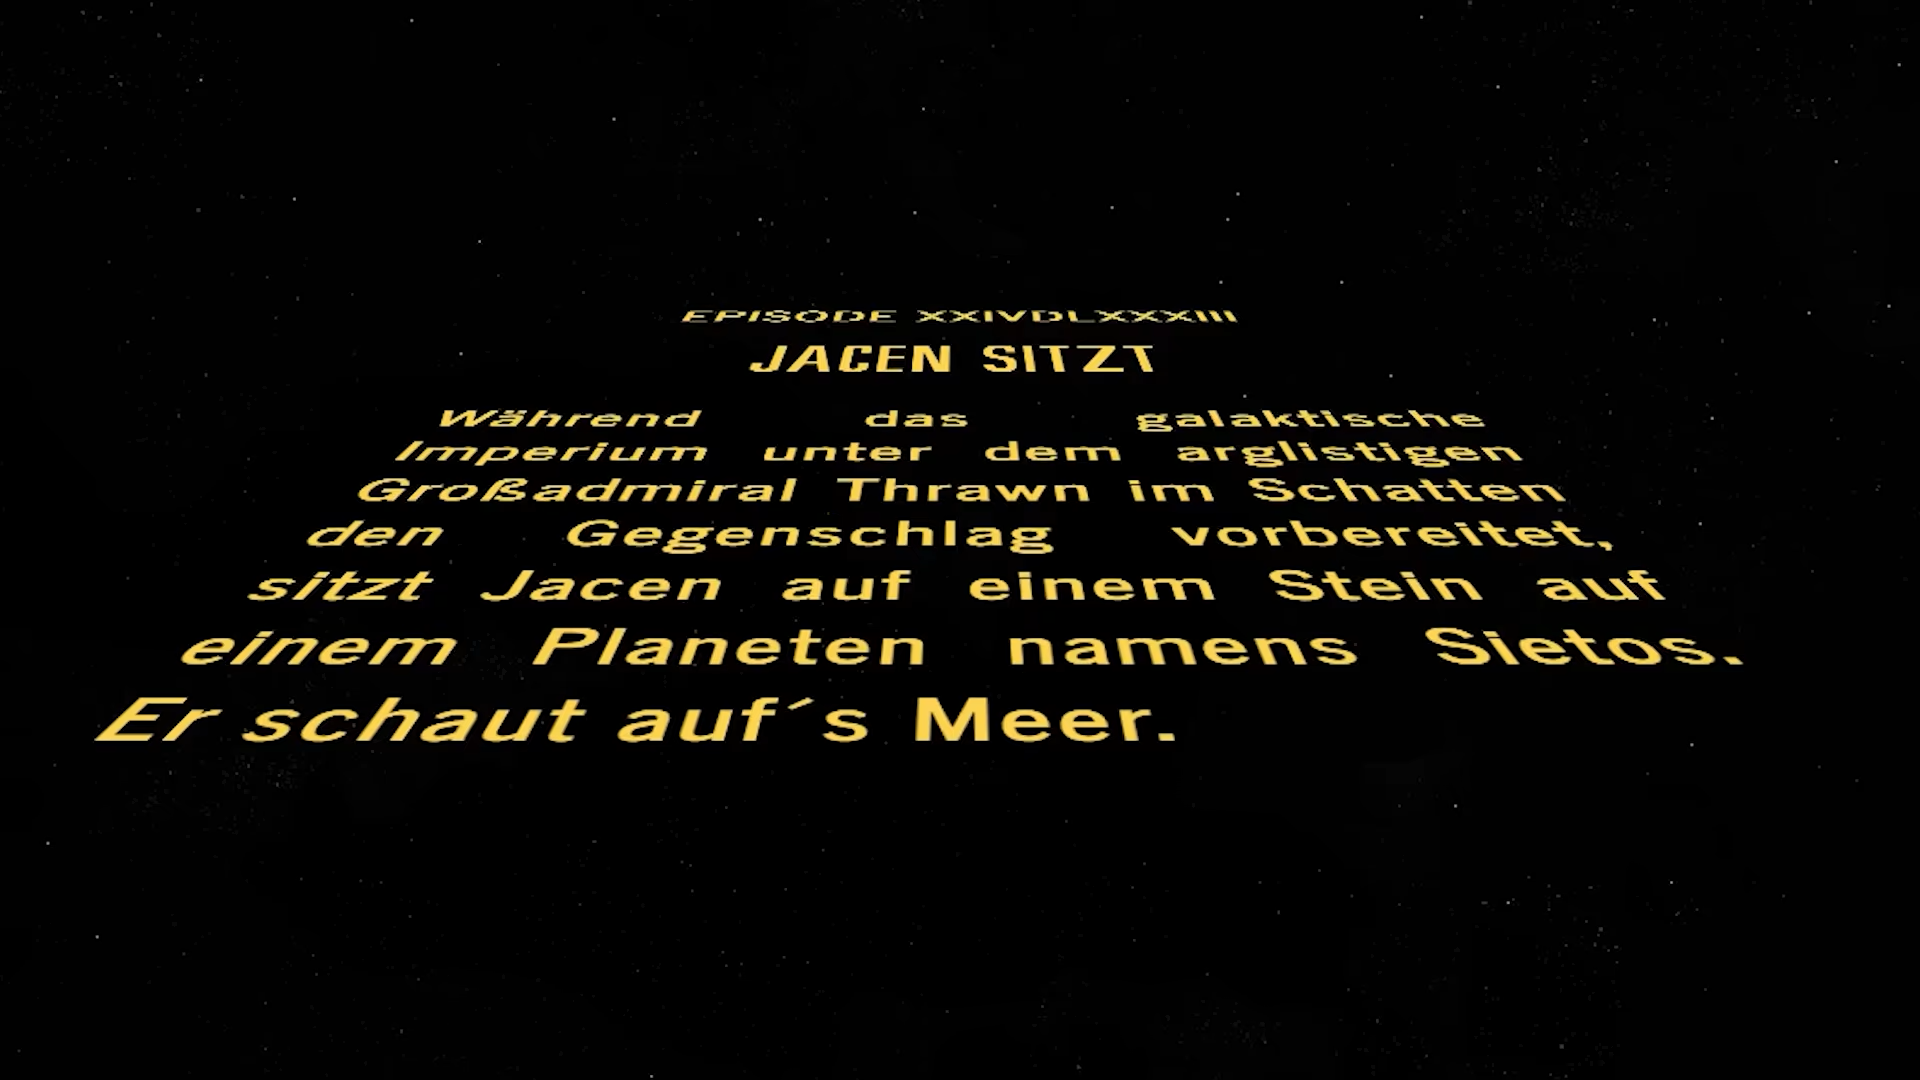 EPISODE XXIVDLXXXIII
JACEN SITZT
Während das galaktische
Imperium unter dem arglistigen
Großadmiral Thrawn im Schatten
den Gegenschlag vorbereitet,
sitzt Jacen auf einem Stein auf
einem Planeten namens Sietos.
Er schaut auf´s Meer.